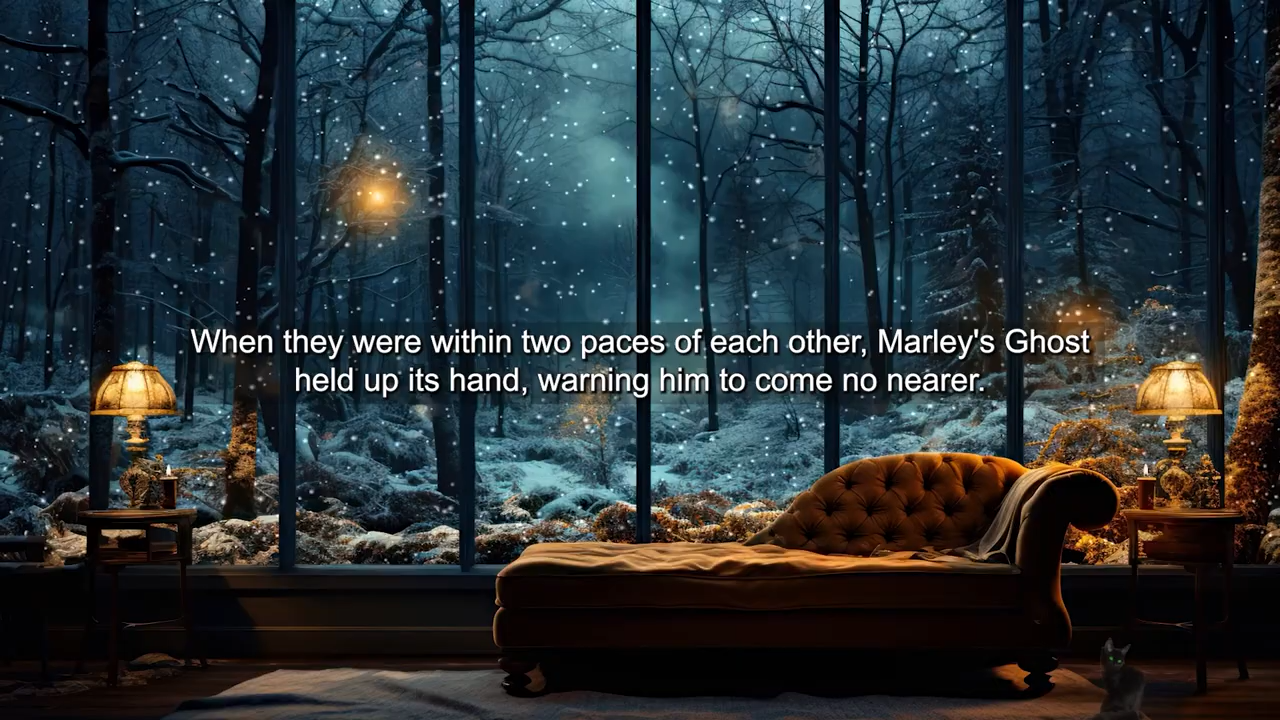 When they were within two paces of each other, Marley's Ghost
held up its hand, warning him to come no nearer.